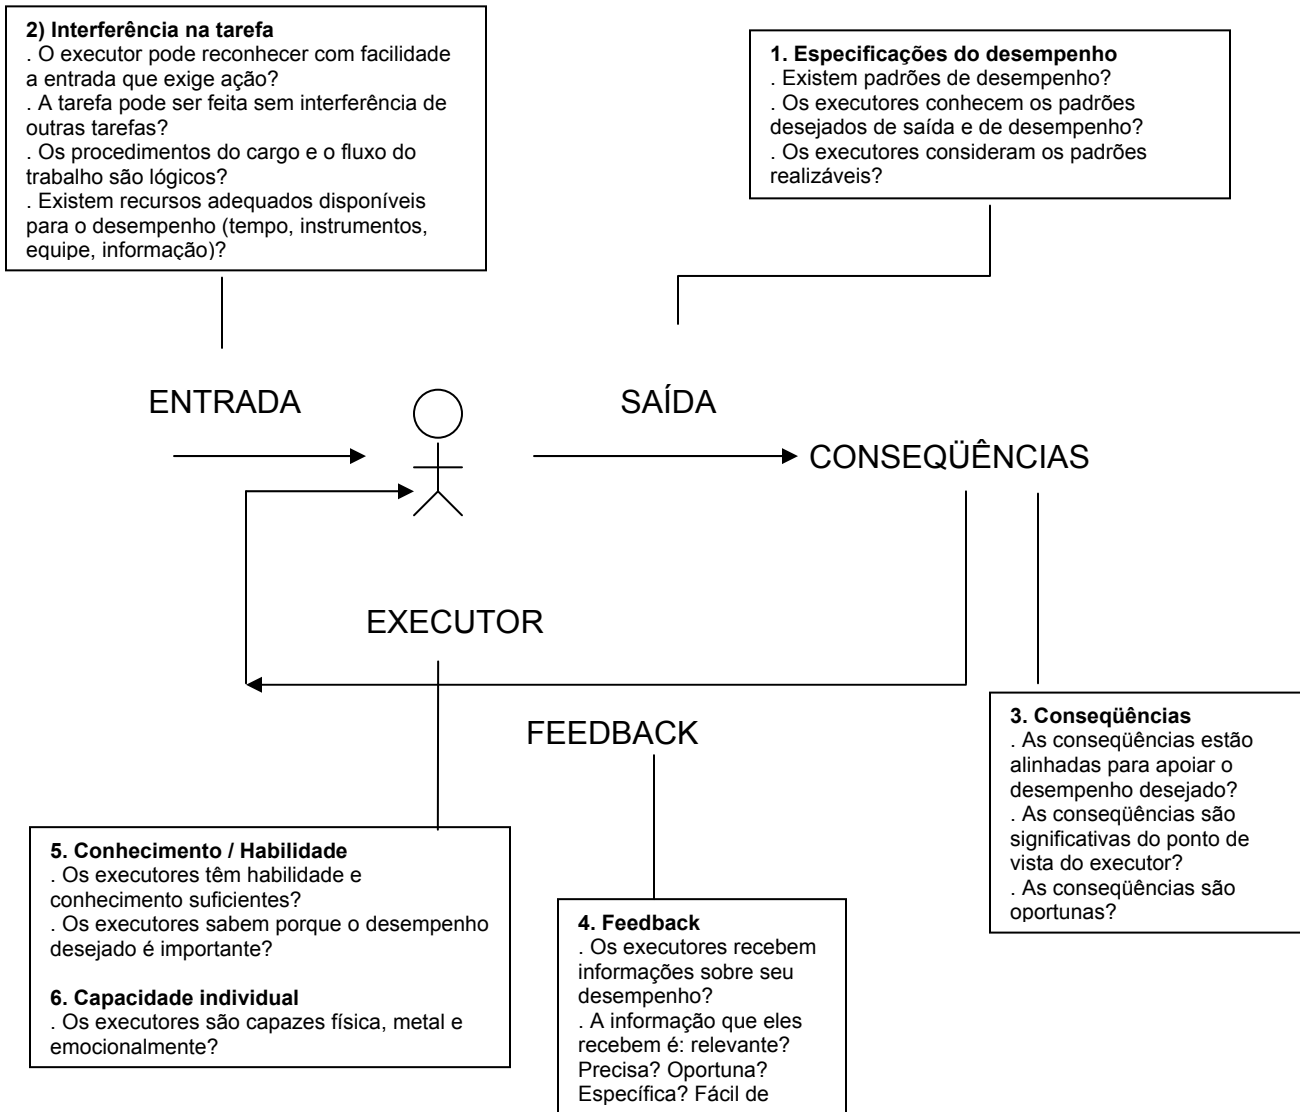 2) Interferência na tarefa
. O executor pode reconhecer com facilidade
a entrada que exige ação?
. A tarefa pode ser feita sem interferência de
outras tarefas?
. Os procedimentos do cargo e o fluxo do
trabalho são lógicos?
. Existem recursos adequados disponíveis
para o desempenho (tempo, instrumentos,
equipe, informação)?
1. Especificações do desempenho
. Existem padrões de desempenho?
. Os executores conhecem os padrões
desejados de saída e de desempenho?
. Os executores consideram os padrões
realizáveis?
ENTRADA
SAÍDA
CONSEQÜÊNCIAS
EXECUTOR
FEEDBACK
3. Conseqüências
. As conseqüências estão
alinhadas para apoiar o
desempenho desejado?
. As conseqüências são
significativas do ponto de
vista do executor?
. As conseqüências são
oportunas?
5. Conhecimento / Habilidade
. Os executores têm habilidade e
conhecimento suficientes?
. Os executores sabem porque o desempenho
desejado é importante?
6. Capacidade individual
. Os executores são capazes física, metal e
emocionalmente?
4. Feedback
. Os executores recebem
informações sobre seu
desempenho?
. A informação que eles
recebem é: relevante?
Precisa? Oportuna?
Específica? Fácil de